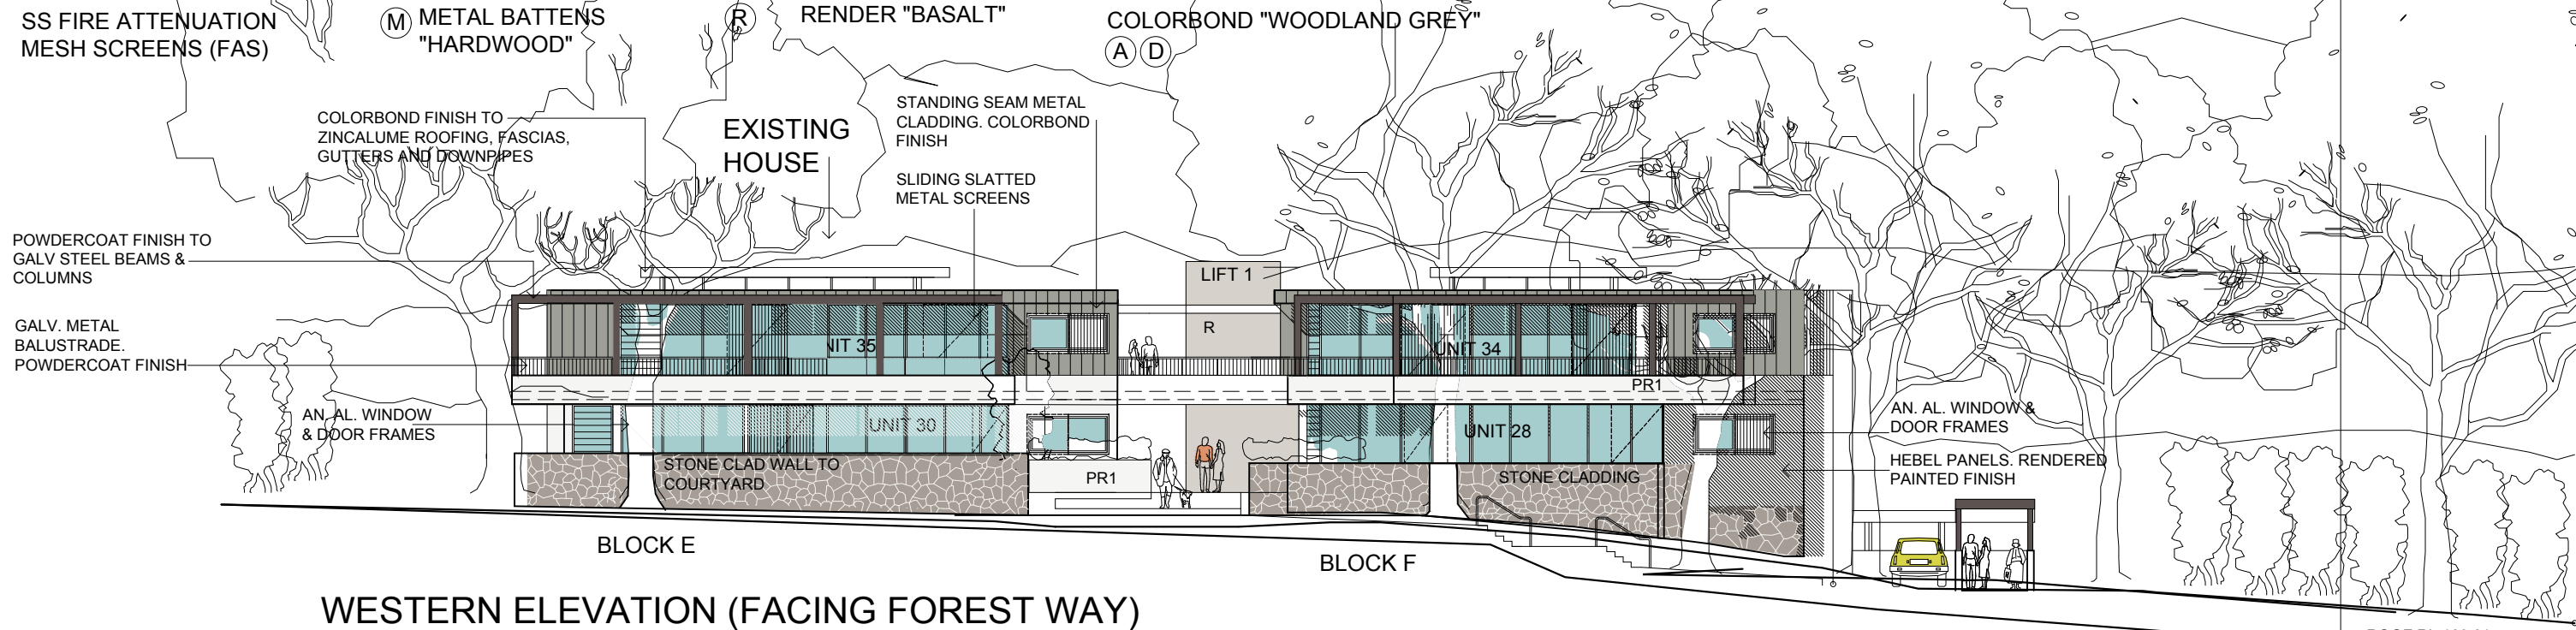 SS FIRE ATTENUATION
MESH SCREENS (FAS)
M METAL BATTENS
"HARDWOOD"
R
RENDER "BASALT"
COLORBOND "WOODLAND GREY"
A D
COLORBOND FINISH TO
ZINCALUME ROOFING, FASCIAS,
GUTTERS AND DOWNPIPES
EXISTING
HOUSE
STANDING SEAM METAL
CLADDING. COLORBOND
FINISH
SLIDING SLATTED
METAL SCREENS
POWDERCOAT FINISH TO
GALV STEEL BEAMS &
COLUMNS
GALV. METAL
BALUSTRADE.
POWDERCOAT FINISH
AN. AL. WINDOW
& DOOR FRAMES
LIFT 1
R
NIT 35
UNIT 34
PR1
UNIT 30
UNIT 28
STONE CLAD WALL TO
COURTYARD
PR1
STONE CLADDING
AN. AL. WINDOW &
DOOR FRAMES
HEBEL PANELS. RENDERED
PAINTED FINISH
BLOCK E
BLOCK F
WESTERN ELEVATION (FACING FOREST WAY)